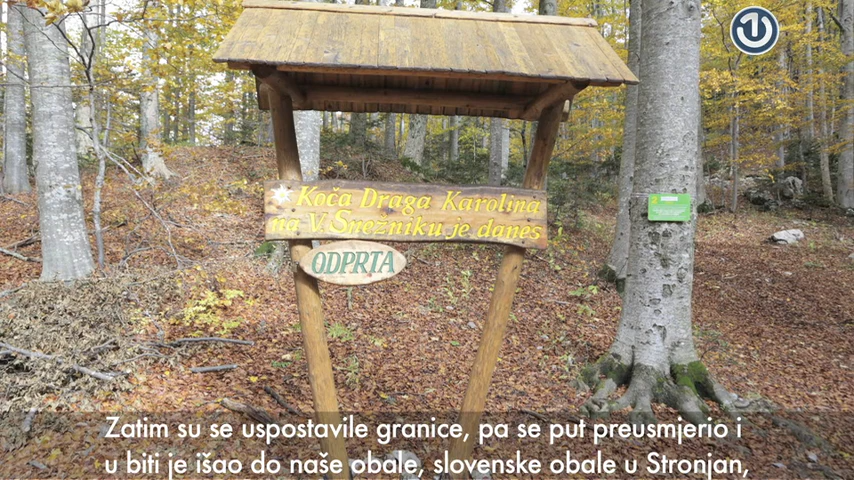 Koča Draga Karolina
na V. Snežniku je danes
ODPRTA
Zatim su se uspostavile granice, pa se put preusmjerio i
u biti je išao do naše obale, slovenske obale u Stronjan,